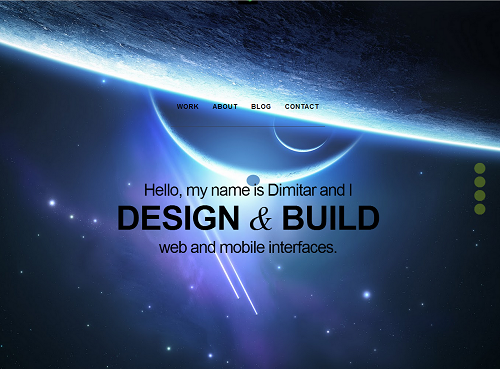 WORK ABOUT BLOG CONTACT
Hello, my name is Dimitar and I
DESIGN & BUILD
web and mobile interfaces.